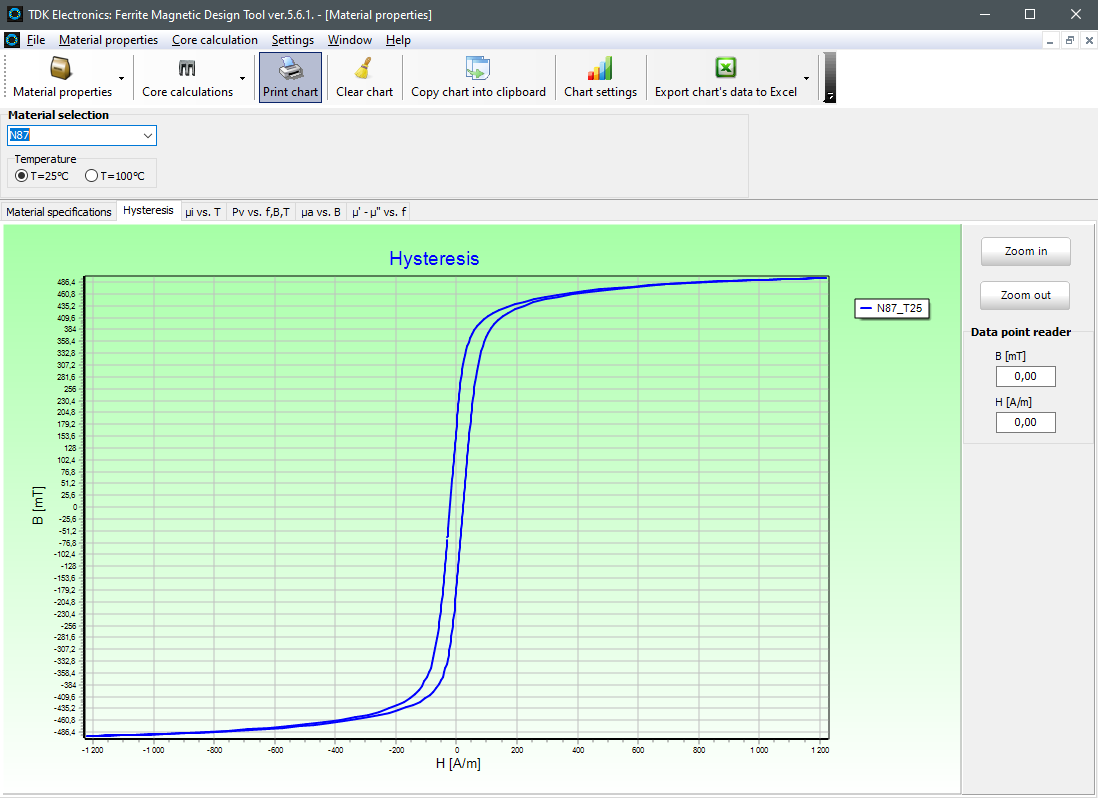 TDK Electronics: Ferrite Magnetic Design Tool ver.5.6.1. - [Material properties]
File Material properties Core calculation Settings Window Help
Material properties Core calculations Print chart Clear chart Copy chart into clipboard Chart settings Export chart's data to Excel
Material selection
N87
Temperature
T=25ºC T=100ºC
Material specifications Hysteresis µi vs. T Pv vs. f,B,T µa vs. B µ' - µ'' vs. f
Hysteresis
486,4
460,8
435,2
409,6
384
358,4
332,8
307,2
281,6
256
230,4
204,8
179,2
153,6
128
102,4
76,8
51,2
25,6
0
-25,6
-51,2
-76,8
-102,4
-128
-153,6
-179,2
-204,8
-230,4
-256
-281,6
-307,2
-332,8
-358,4
-384
-409,6
-435,2
-460,8
-486,4
B [mT]
-1 200 -1 000 -800 -600 -400 -200 0 200 400 600 800 1 000 1 200
H [A/m]
N87_T25
Zoom in
Zoom out
Data point reader
B [mT]
0,00
H [A/m]
0,00